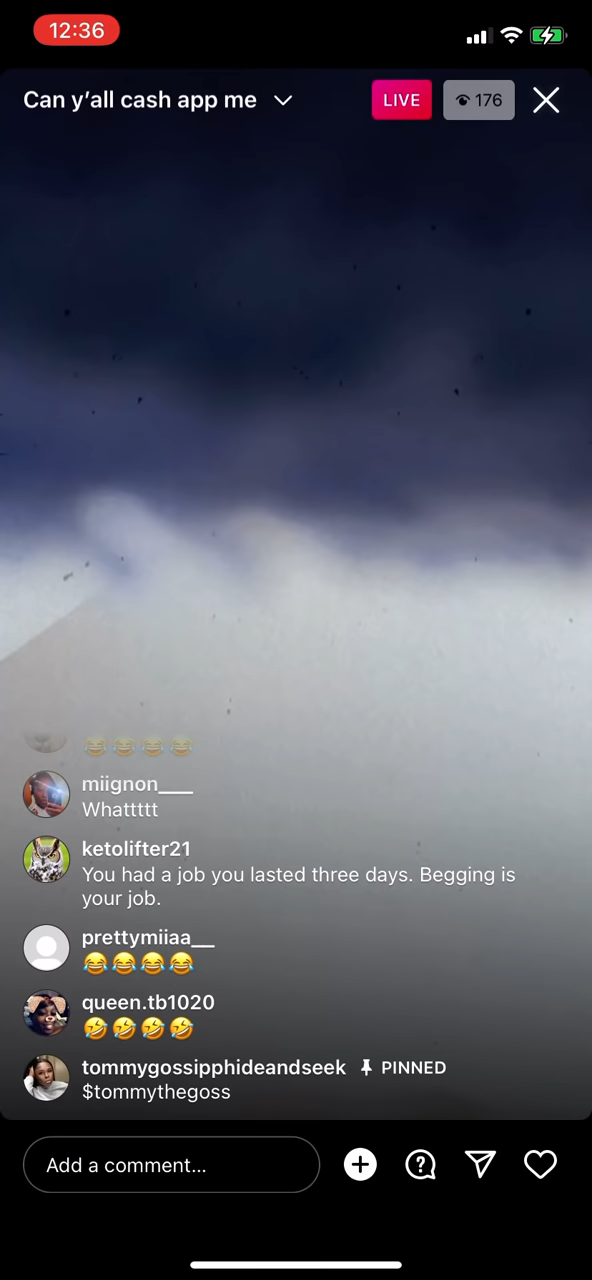 12:36
Can y’all cash app me
LIVE
176
😂😂😂😂
miignon____
Whattttt
ketolifter21
You had a job you lasted three days. Begging is
your job.
prettymiiaa__
😂😂😂😂
queen.tb1020
🤣🤣🤣🤣
tommygossipphideandseek PINNED
$tommythegoss
Add a comment...